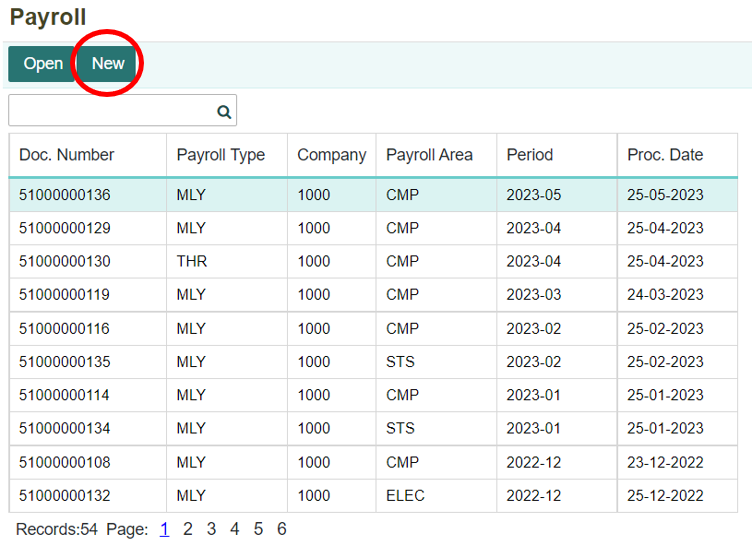 Payroll
Open New
Doc. Number Payroll Type Company Payroll Area Period Proc. Date
51000000136 MLY 1000 CMP 2023-05 25-05-2023
51000000129 MLY 1000 CMP 2023-04 25-04-2023
51000000130 THR 1000 CMP 2023-04 25-04-2023
51000000119 MLY 1000 CMP 2023-03 24-03-2023
51000000116 MLY 1000 CMP 2023-02 25-02-2023
51000000135 MLY 1000 STS 2023-02 25-02-2023
51000000114 MLY 1000 CMP 2023-01 25-01-2023
51000000134 MLY 1000 STS 2023-01 25-01-2023
51000000108 MLY 1000 CMP 2022-12 23-12-2022
51000000132 MLY 1000 ELEC 2022-12 25-12-2022
Records:54 Page: 1 2 3 4 5 6